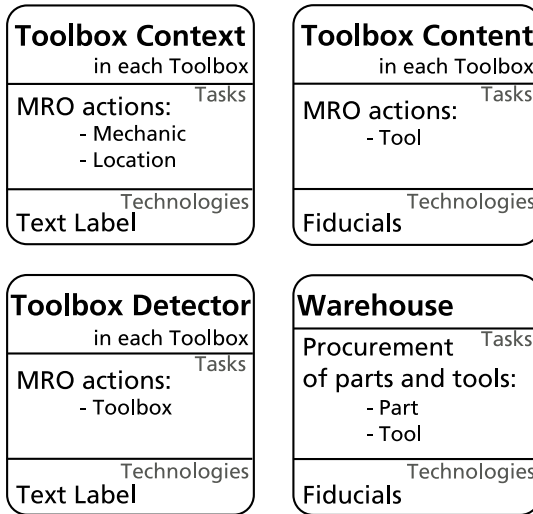 Toolbox Context
in each Toolbox
Tasks
MRO actions:
- Mechanic
- Location
Technologies
Text Label
Toolbox Content
in each Toolbox
Tasks
MRO actions:
- Tool
Technologies
Fiducials
Toolbox Detector
in each Toolbox
Tasks
MRO actions:
- Toolbox
Technologies
Text Label
Warehouse
Tasks
Procurement
of parts and tools:
- Part
- Tool
Technologies
Fiducials